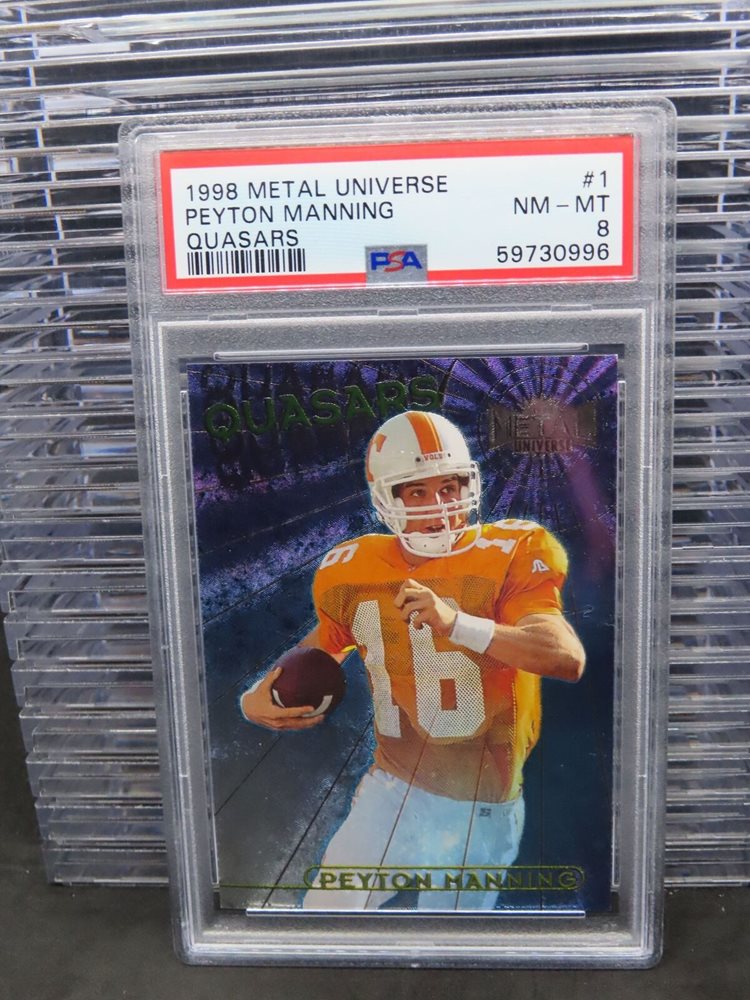 1998 METAL UNIVERSE #1
PEYTON MANNING NM - MT
QUASARS 8
PSA 59730996
QUASARS
METAL
UNIVERSE
VOLS
16
16
PEYTON MANNING